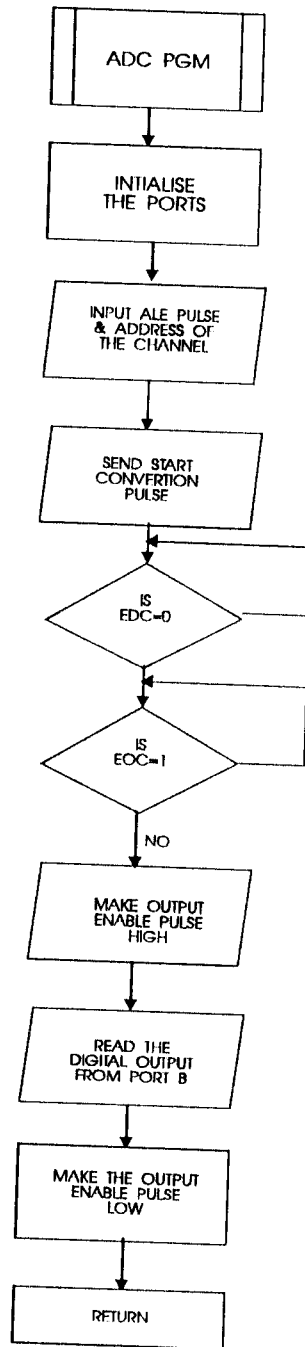 ADC PGM
INTIALISE
THE PORTS
INPUT ALE PULSE
& ADDRESS OF
THE CHANNEL
SEND START
CONVERTION
PULSE
IS
EDC=0
IS
EOC=1
NO
MAKE OUTPUT
ENABLE PULSE
HIGH
READ THE
DIGITAL OUTPUT
FROM PORT B
MAKE THE OUTPUT
ENABLE PULSE
LOW
RETURN